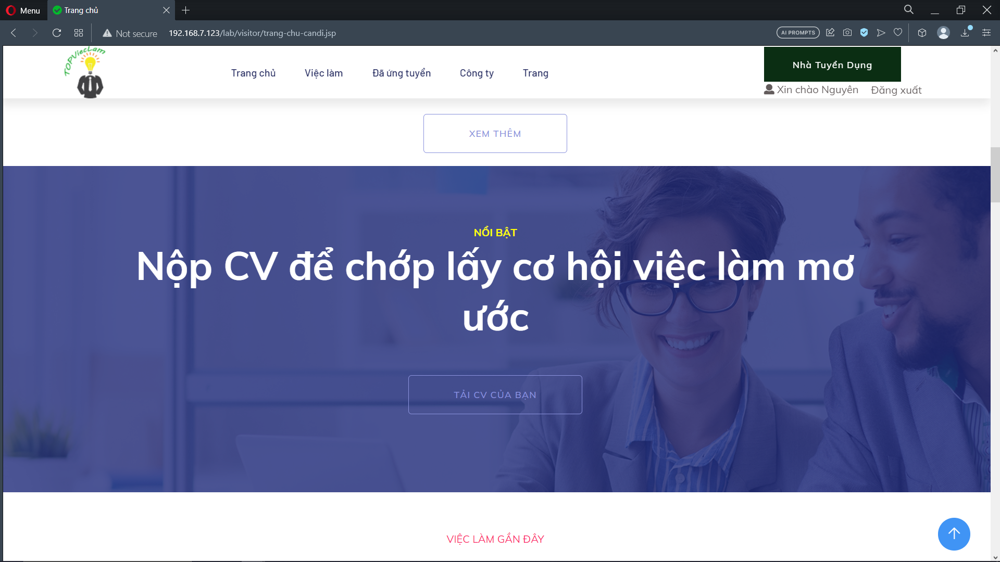 Menu
Trang chủ
Not secure
192.168.7.123/lab/visitor/trang-chu-candi.jsp
AI PROMPTS
TOPViecLam
Trang chủ
Việc làm
Đã ứng tuyển
Công ty
Trang
Nhà Tuyển Dụng
Xin chào Nguyên
Đăng xuất
XEM THÊM
NỔI BẬT
Nộp CV để chớp lấy cơ hội việc làm mơ
ước
TẢI CV CỦA BẠN
VIỆC LÀM GẦN ĐÂY